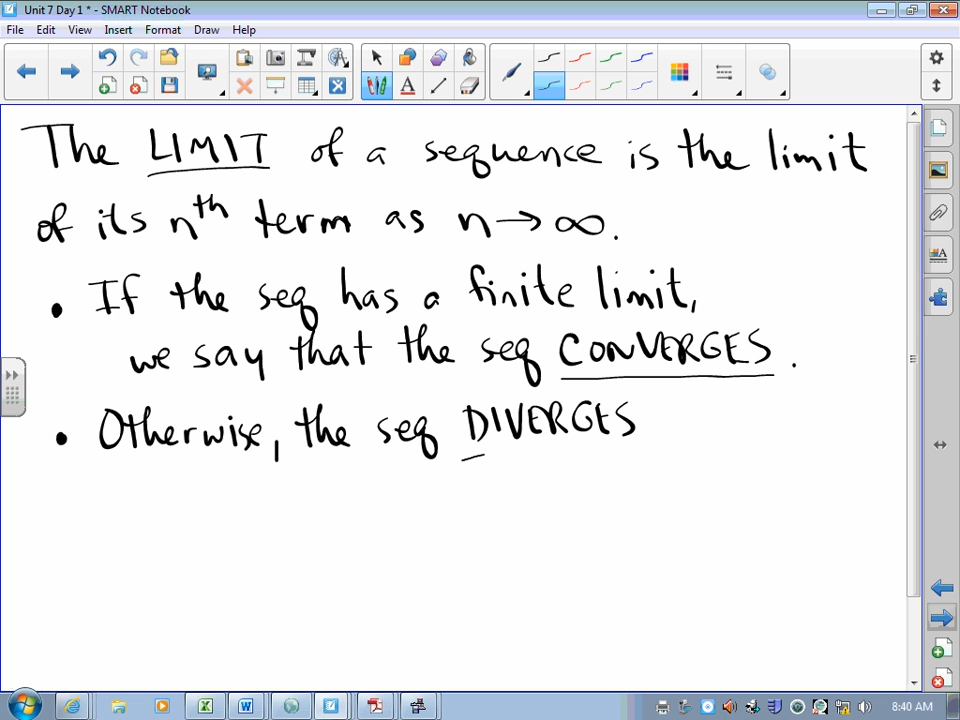 Unit 7 Day 1 * - SMART Notebook
File Edit View Insert Format Draw Help
The LIMIT of a sequence is the limit
of its nth term as n→∞.
• If the seq has a finite limit,
we say that the seq CONVERGES.
• Otherwise, the seq DIVERGES
8:40 AM